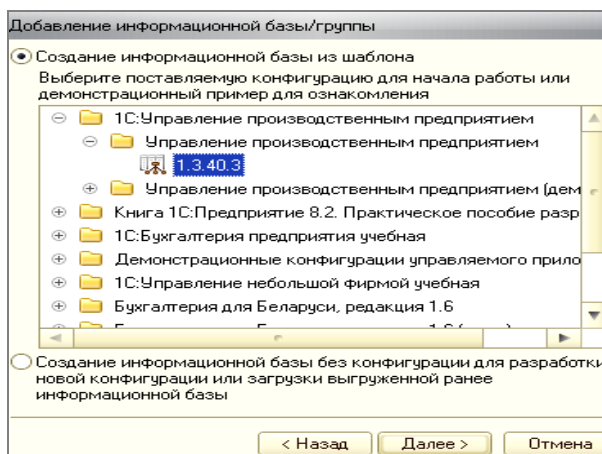 Добавление информационной базы/группы
Создание информационной базы из шаблона
Выберите поставляемую конфигурацию для начала работы или
демонстрационный пример для ознакомления
1С:Управление производственным предприятием
Управление производственным предприятием
1.3.40.3
Управление производственным предприятием (дем
Книга 1С:Предприятие 8.2. Практическое пособие разр
1С:Бухгалтерия предприятия учебная
Демонстрационные конфигурации управляемого прило
1С:Управление небольшой фирмой учебная
Бухгалтерия для Беларуси, редакция 1.6
Создание информационной базы без конфигурации для разработки
новой конфигурации или загрузки выгруженной ранее
информационной базы
< Назад Далее > Отмена